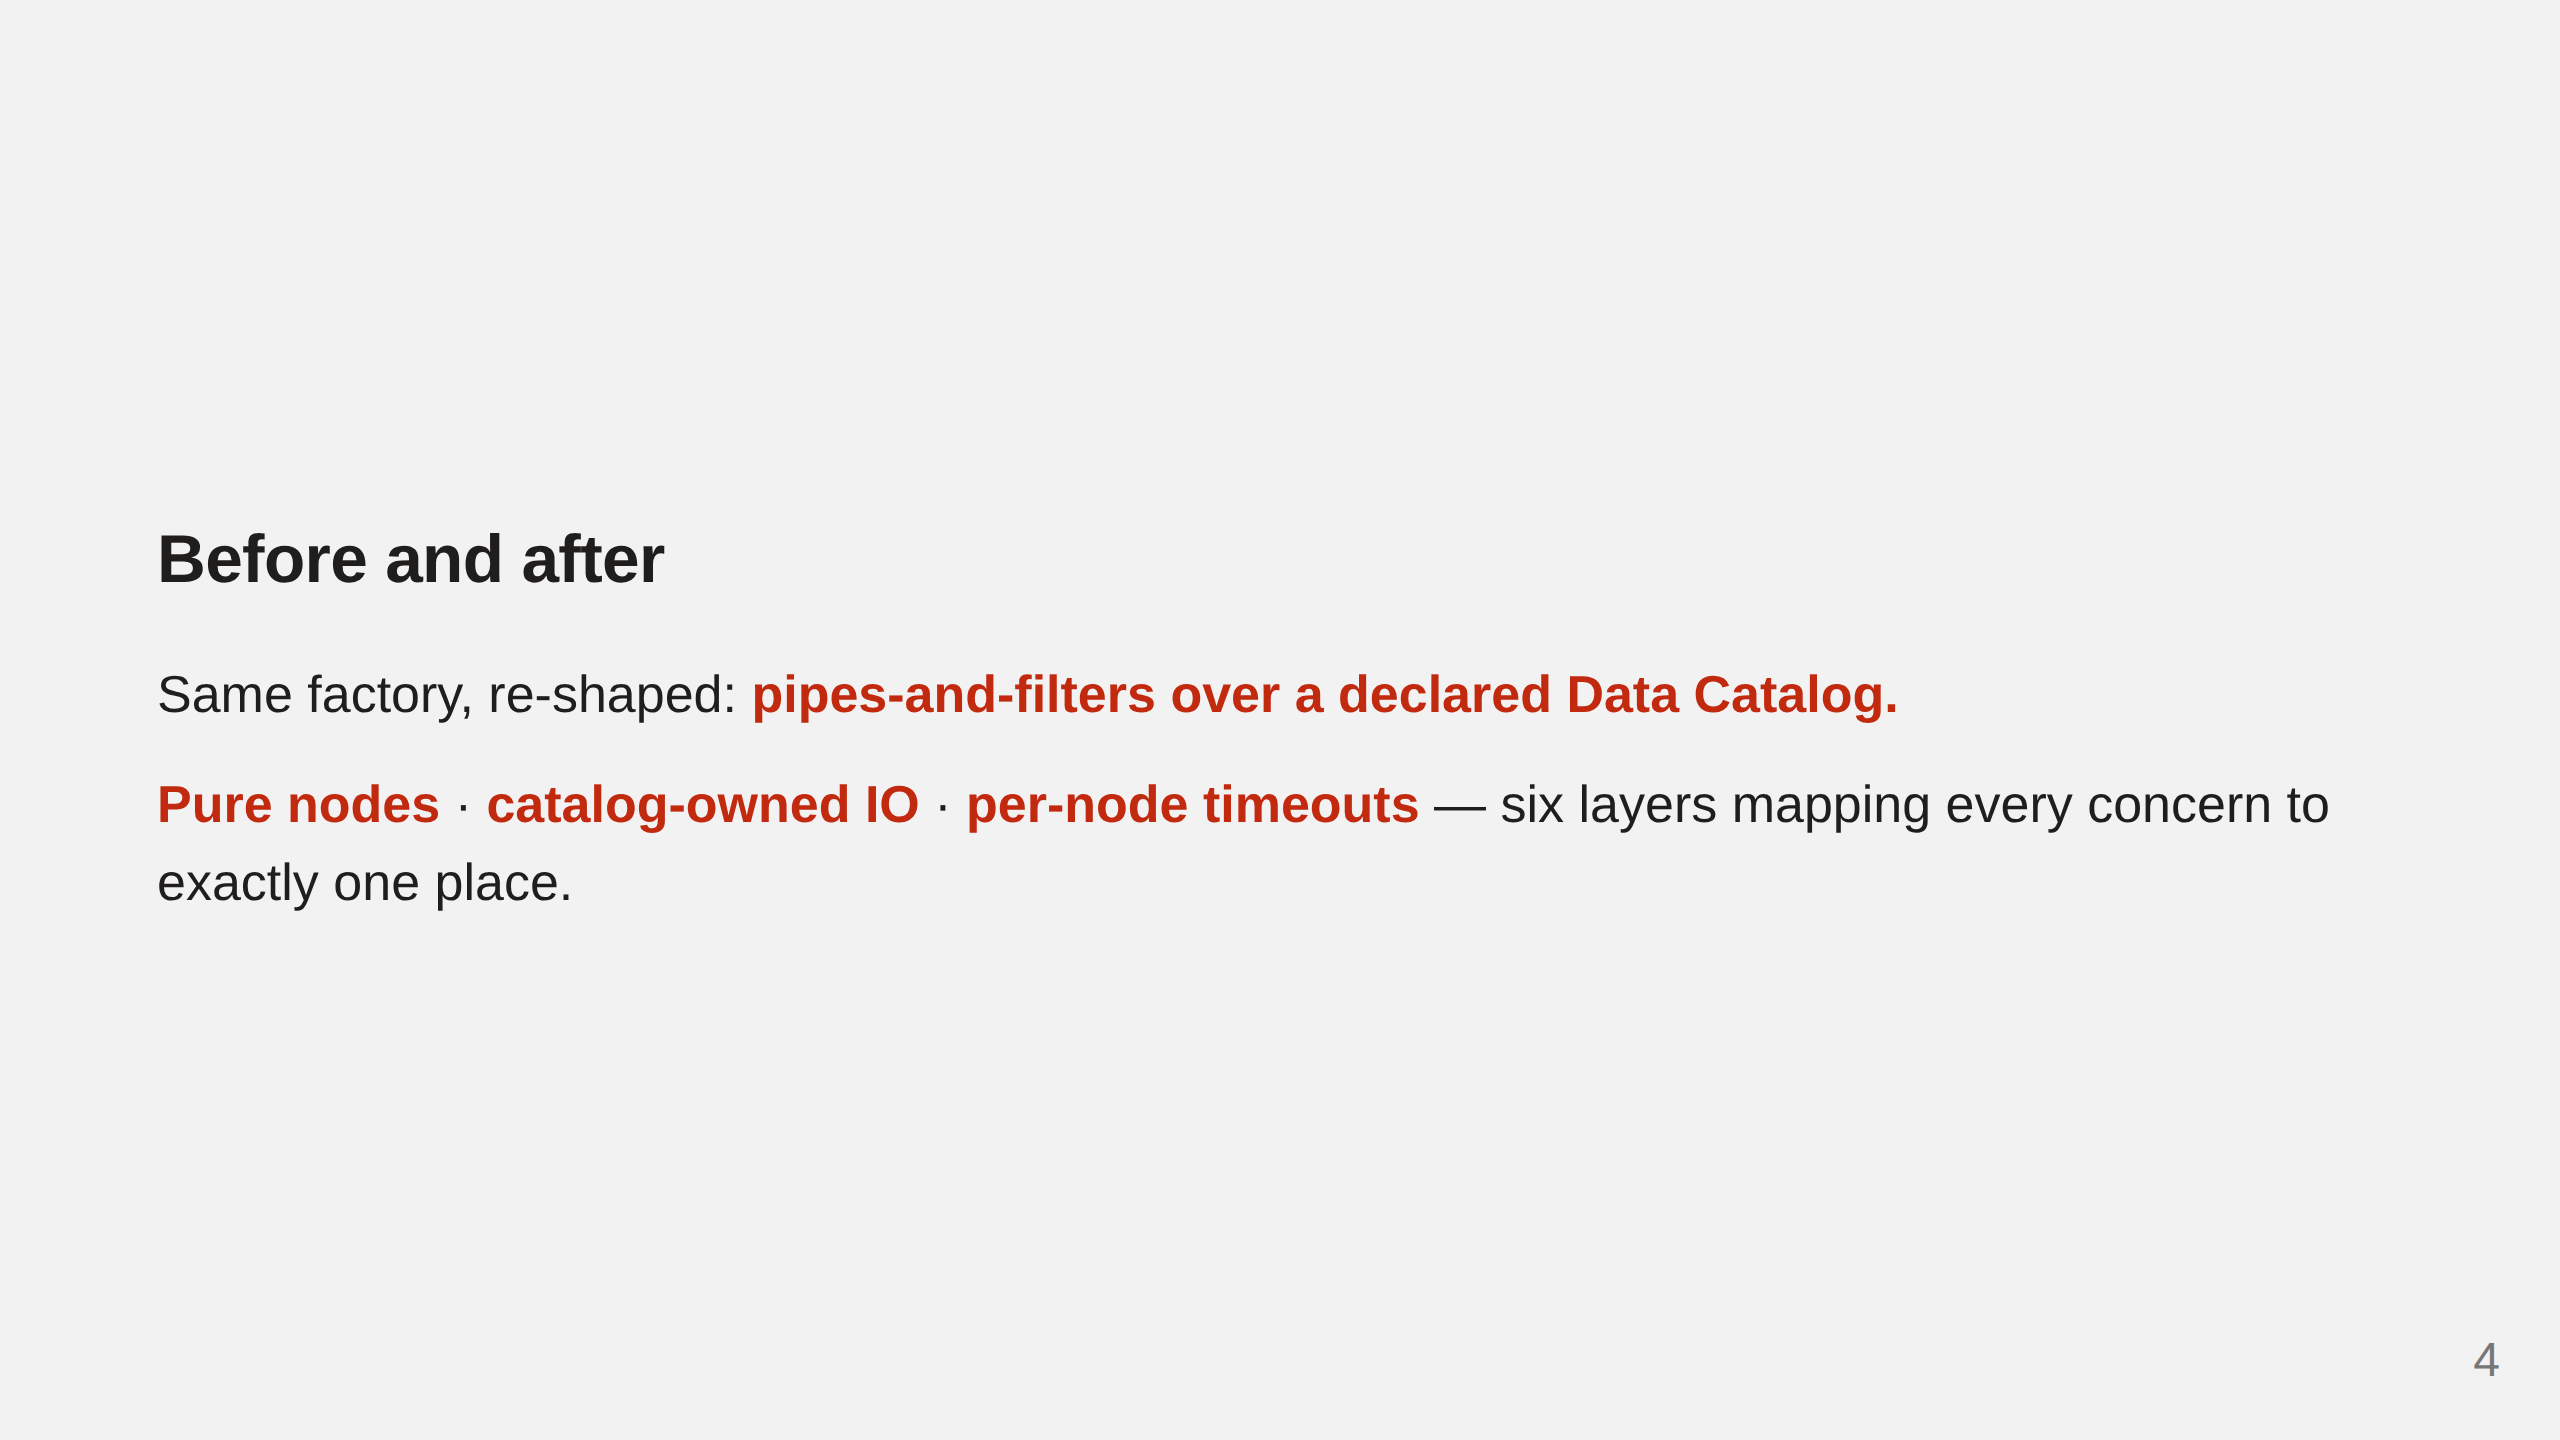 Before and after
Same factory, re-shaped: pipes-and-filters over a declared Data Catalog.
Pure nodes · catalog-owned IO · per-node timeouts — six layers mapping every concern to
exactly one place.
4